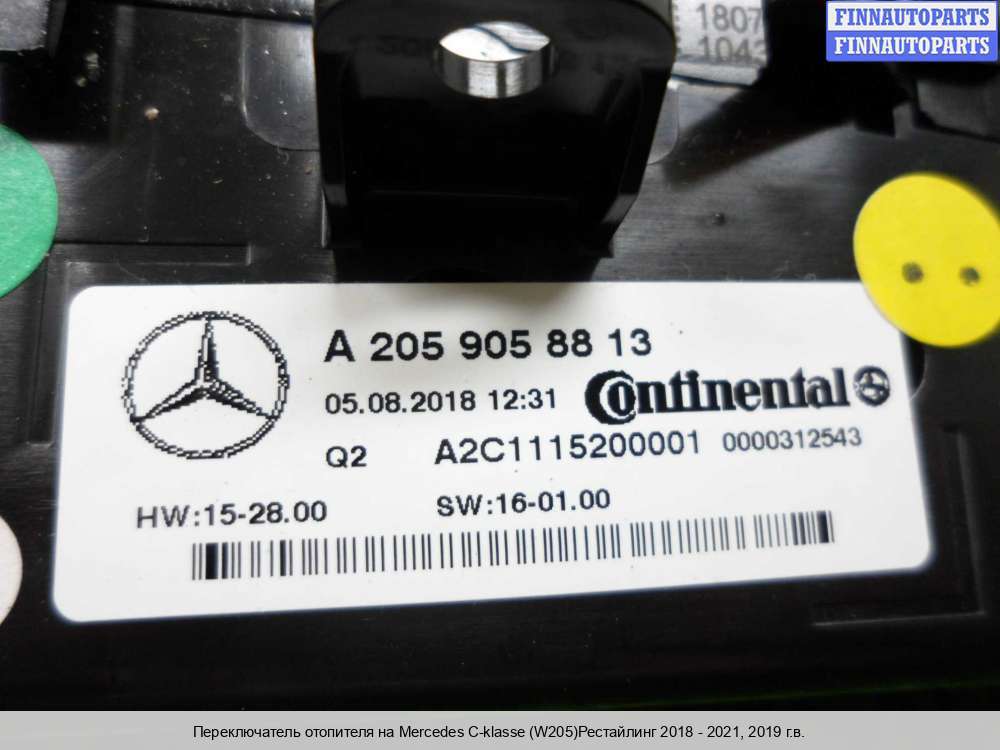 1807
1043
FINNAUTOPARTS
FINNAUTOPARTS
A 205 905 88 13
05.08.2018 12:31
Continental
Q2 A2C1115200001 0000312543
HW:15-28.00 SW:16-01.00
Переключатель отопителя на Mercedes C-klasse (W205)Рестайлинг 2018 - 2021, 2019 г.в.